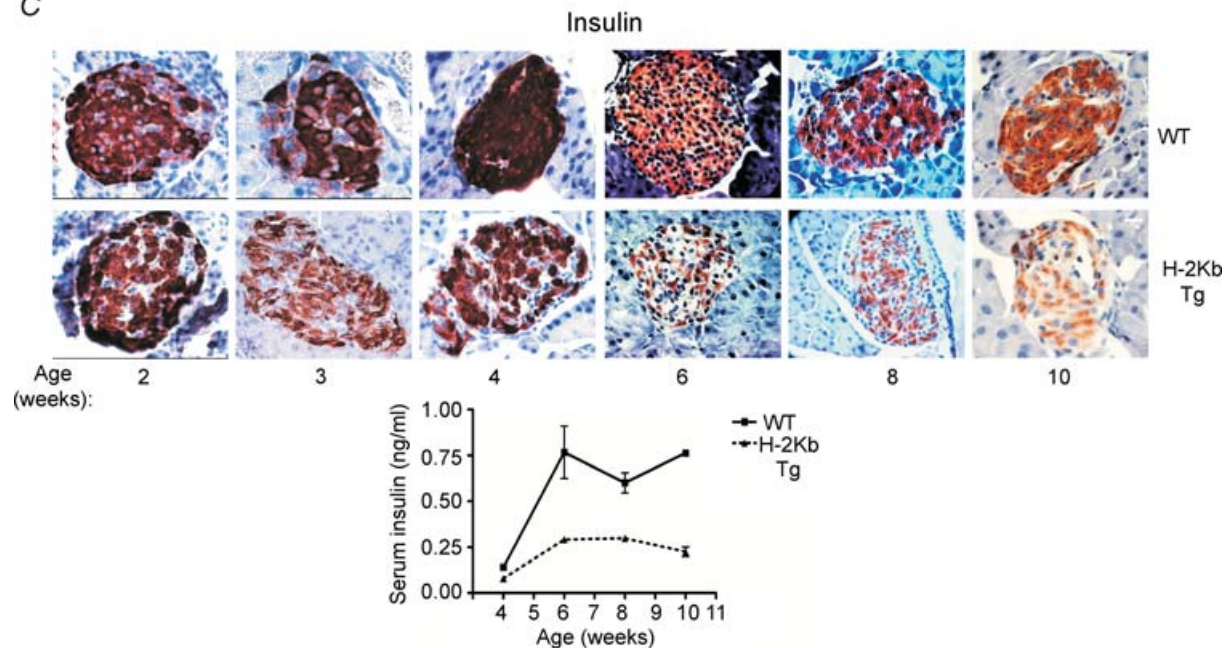 C
Insulin
WT
H-2Kb
Tg
Age
(weeks):
2 3 4 6 8 10
1.00
0.75
0.50
0.25
0.00
Serum insulin (ng/ml)
4 5 6 7 8 9 10 11
Age (weeks)
WT
H-2Kb
Tg